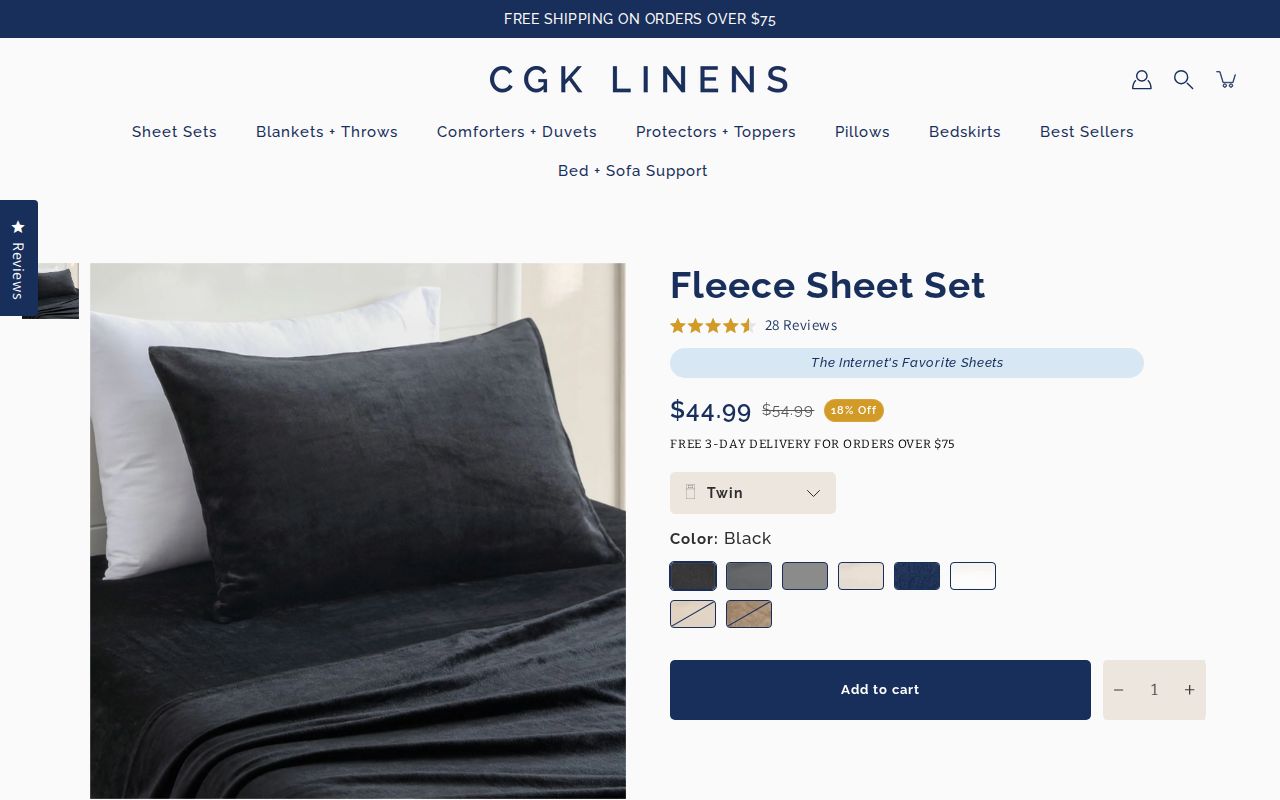 FREE SHIPPING ON ORDERS OVER $75
CGK LINENS
Sheet Sets
Blankets + Throws
Comforters + Duvets
Protectors + Toppers
Pillows
Bedskirts
Best Sellers
Bed + Sofa Support
Reviews
Fleece Sheet Set
28 Reviews
The Internet's Favorite Sheets
$44.99 $54.99 18% Off
FREE 3-DAY DELIVERY FOR ORDERS OVER $75
Twin
Color: Black
Add to cart
− 1 +